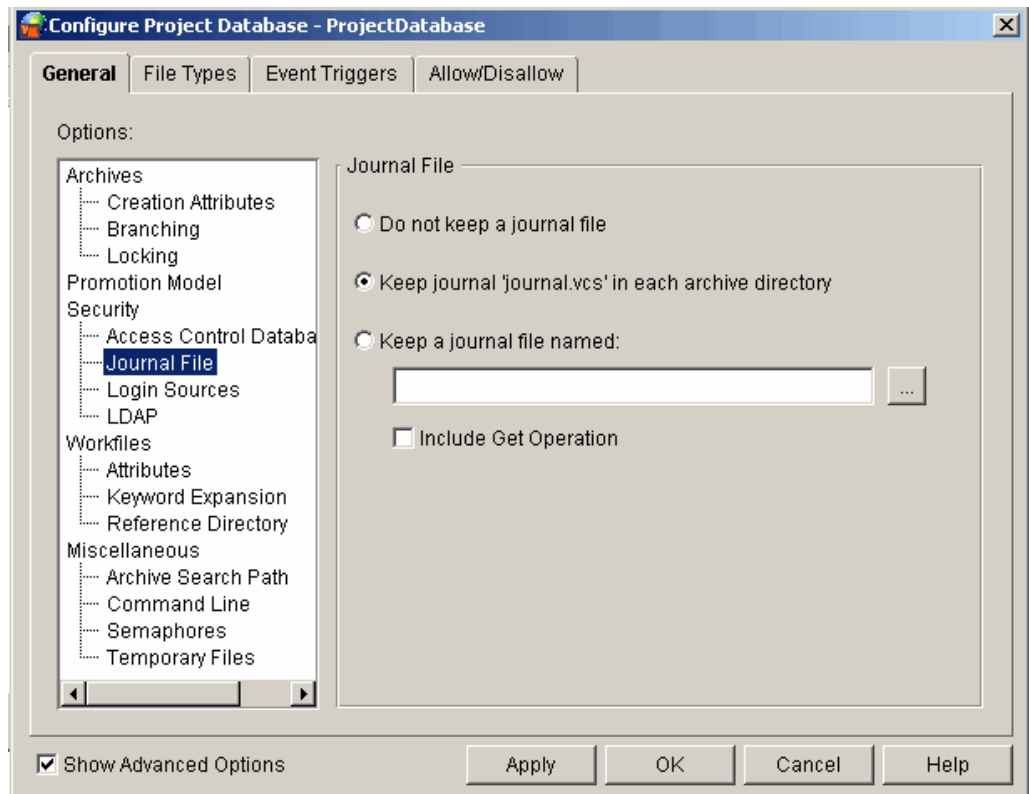 Configure Project Database - ProjectDatabase
General
File Types
Event Triggers
Allow/Disallow
Options:
Archives
Creation Attributes
Branching
Locking
Promotion Model
Security
Access Control Databa
Journal File
Login Sources
LDAP
Workfiles
Attributes
Keyword Expansion
Reference Directory
Miscellaneous
Archive Search Path
Command Line
Semaphores
Temporary Files
Journal File
Do not keep a journal file
Keep journal 'journal.vcs' in each archive directory
Keep a journal file named:
...
Include Get Operation
Show Advanced Options
Apply
OK
Cancel
Help